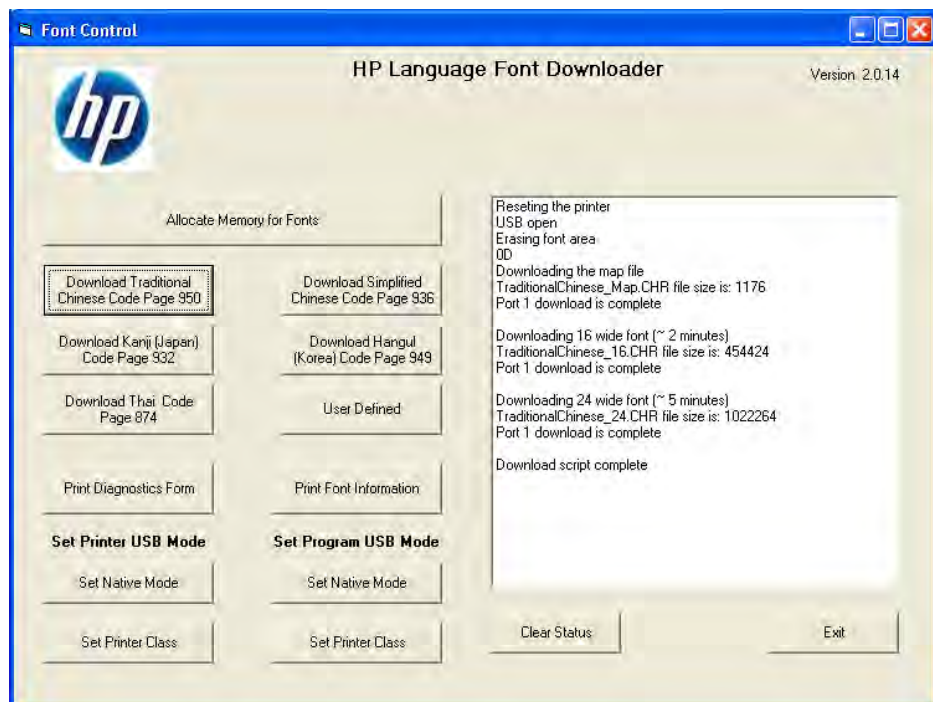 Font Control
HP Language Font Downloader
Version 2.0.14
hp
Allocate Memory for Fonts
Download Traditional
Chinese Code Page 950
Download Simplified
Chinese Code Page 936
Download Kanji (Japan)
Code Page 932
Download Hangul
(Korea) Code Page 949
Download Thai Code
Page 874
User Defined
Print Diagnostics Form
Print Font Information
Set Printer USB Mode
Set Program USB Mode
Set Native Mode
Set Native Mode
Set Printer Class
Set Printer Class
Reseting the printer
USB open
Erasing font area
0D
Downloading the map file
TraditionalChinese_Map.CHR file size is: 1176
Port 1 download is complete
Downloading 16 wide font (~ 2 minutes)
TraditionalChinese_16.CHR file size is: 454424
Port 1 download is complete
Downloading 24 wide font (~ 5 minutes)
TraditionalChinese_24.CHR file size is: 1022264
Port 1 download is complete
Download script complete
Clear Status
Exit